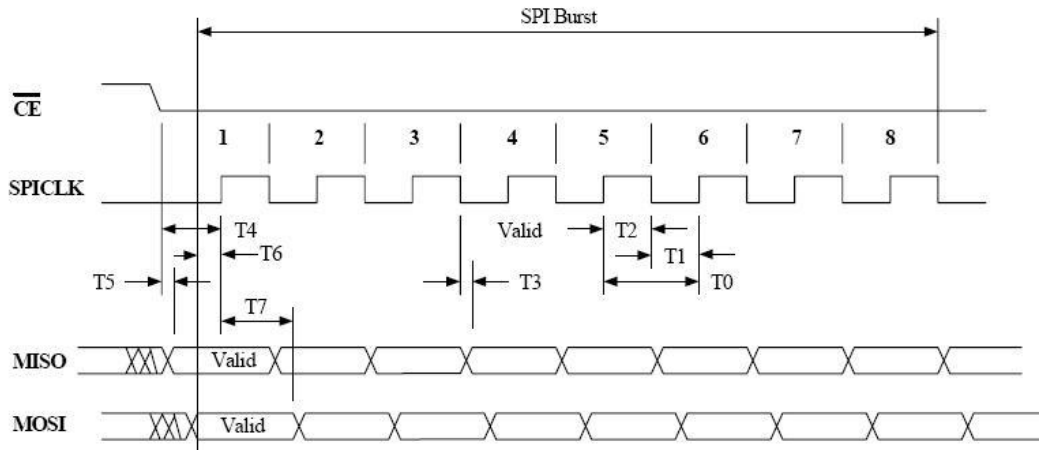 SPI Burst
CE
1 2 3 4 5 6 7 8
SPICLK
T4 Valid T2
T6 T1
T5 T3 T0
T7
MISO Valid
MOSI Valid